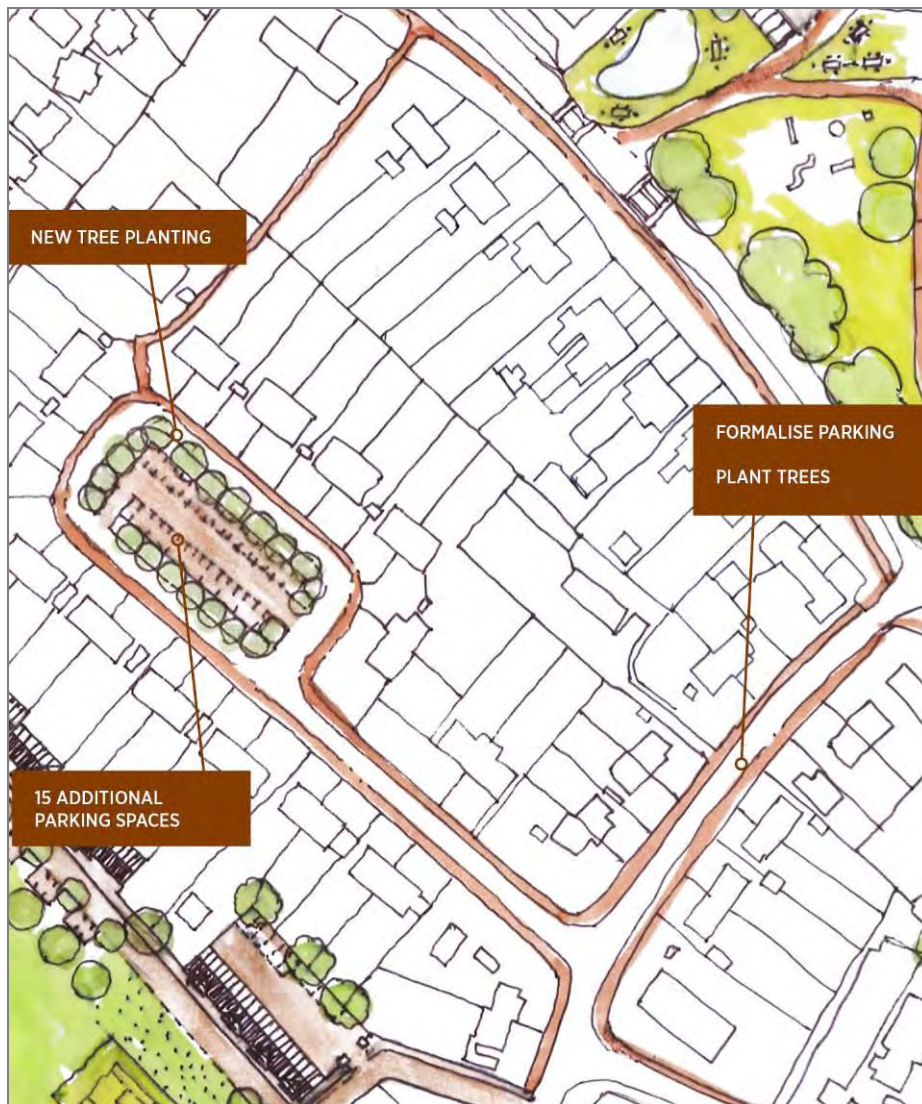 NEW TREE PLANTING
FORMALISE PARKING
PLANT TREES
15 ADDITIONAL
PARKING SPACES